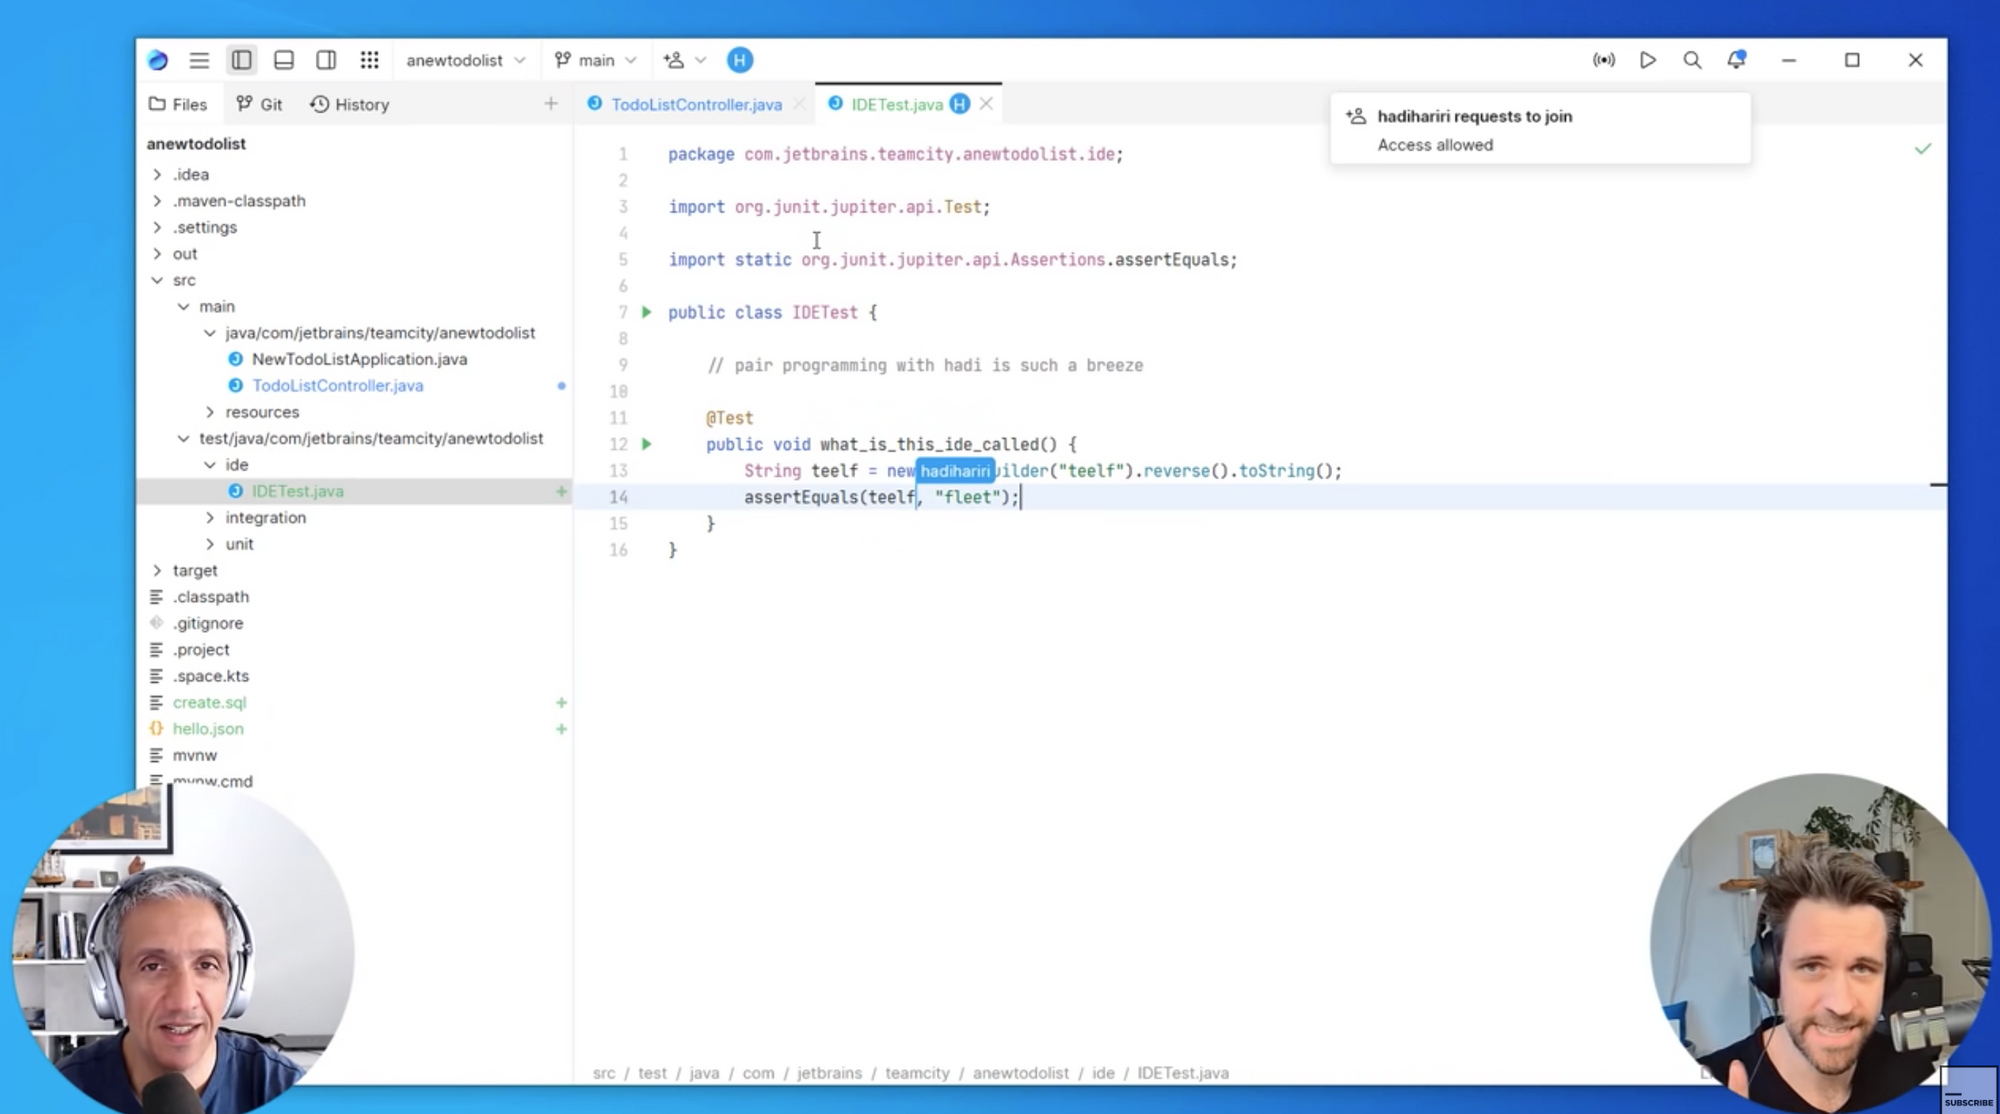 anewtodolist main H
Files Git History
TodoListController.java IDETest.java H
hadihariri requests to join
Access allowed
anewtodolist
.idea
.maven-classpath
.settings
out
src
main
java/com/jetbrains/teamcity/anewtodolist
NewTodoListApplication.java
TodoListController.java
resources
test/java/com/jetbrains/teamcity/anewtodolist
ide
IDETest.java
integration
unit
target
.classpath
.gitignore
.project
.space.kts
create.sql
hello.json
mvnw
mvnw.cmd
1 package com.jetbrains.teamcity.anewtodolist.ide;
2
3 import org.junit.jupiter.api.Test;
4
5 import static org.junit.jupiter.api.Assertions.assertEquals;
6
7 public class IDETest {
8
9 // pair programming with hadi is such a breeze
10
11 @Test
12 public void what_is_this_ide_called() {
13 String teelf = new hadihariri uilder("teelf").reverse().toString();
14 assertEquals(teelf, "fleet");
15 }
16 }
src / test / java / com / jetbrains / teamcity / anewtodolist / ide / IDETest.java
SUBSCRIBE